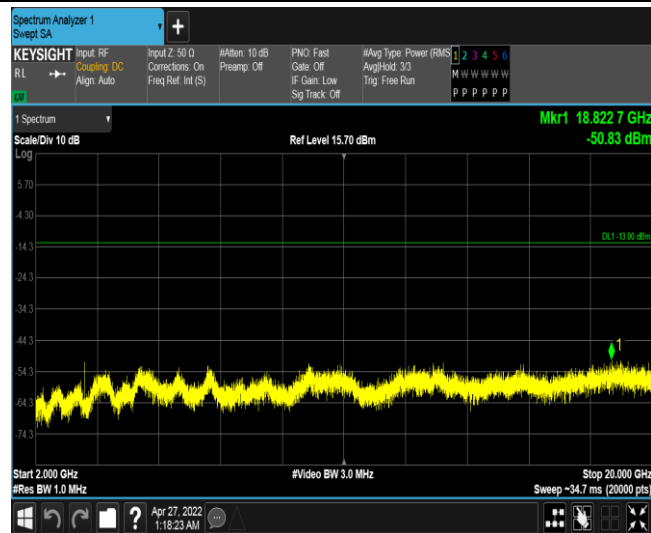 Spectrum Analyzer 1
Swept SA
+
KEYSIGHT
RL
Input: RF
Coupling: DC
Align: Auto
Input Z: 50 Ω
Corrections: On
Freq Ref: Int (S)
#Atten: 10 dB
Preamp: Off
PNO: Fast
Gate: Off
IF Gain: Low
Sig Track: Off
#Avg Type: Power (RMS
Avg|Hold: 3/3
Trig: Free Run
1 2 3 4 5 6
M W W W W W
P P P P P P
1 Spectrum
Scale/Div 10 dB
Ref Level 15.70 dBm
Mkr1 18.822 7 GHz
-50.83 dBm
Log
5.70
-4.30
-14.3
-24.3
-34.3
-44.3
-54.3
-64.3
-74.3
DL1 -13.00 dBm
1
Start 2.000 GHz
#Video BW 3.0 MHz
Stop 20.000 GHz
#Res BW 1.0 MHz
Sweep ~34.7 ms (20000 pts)
?
Apr 27, 2022
1:18:23 AM